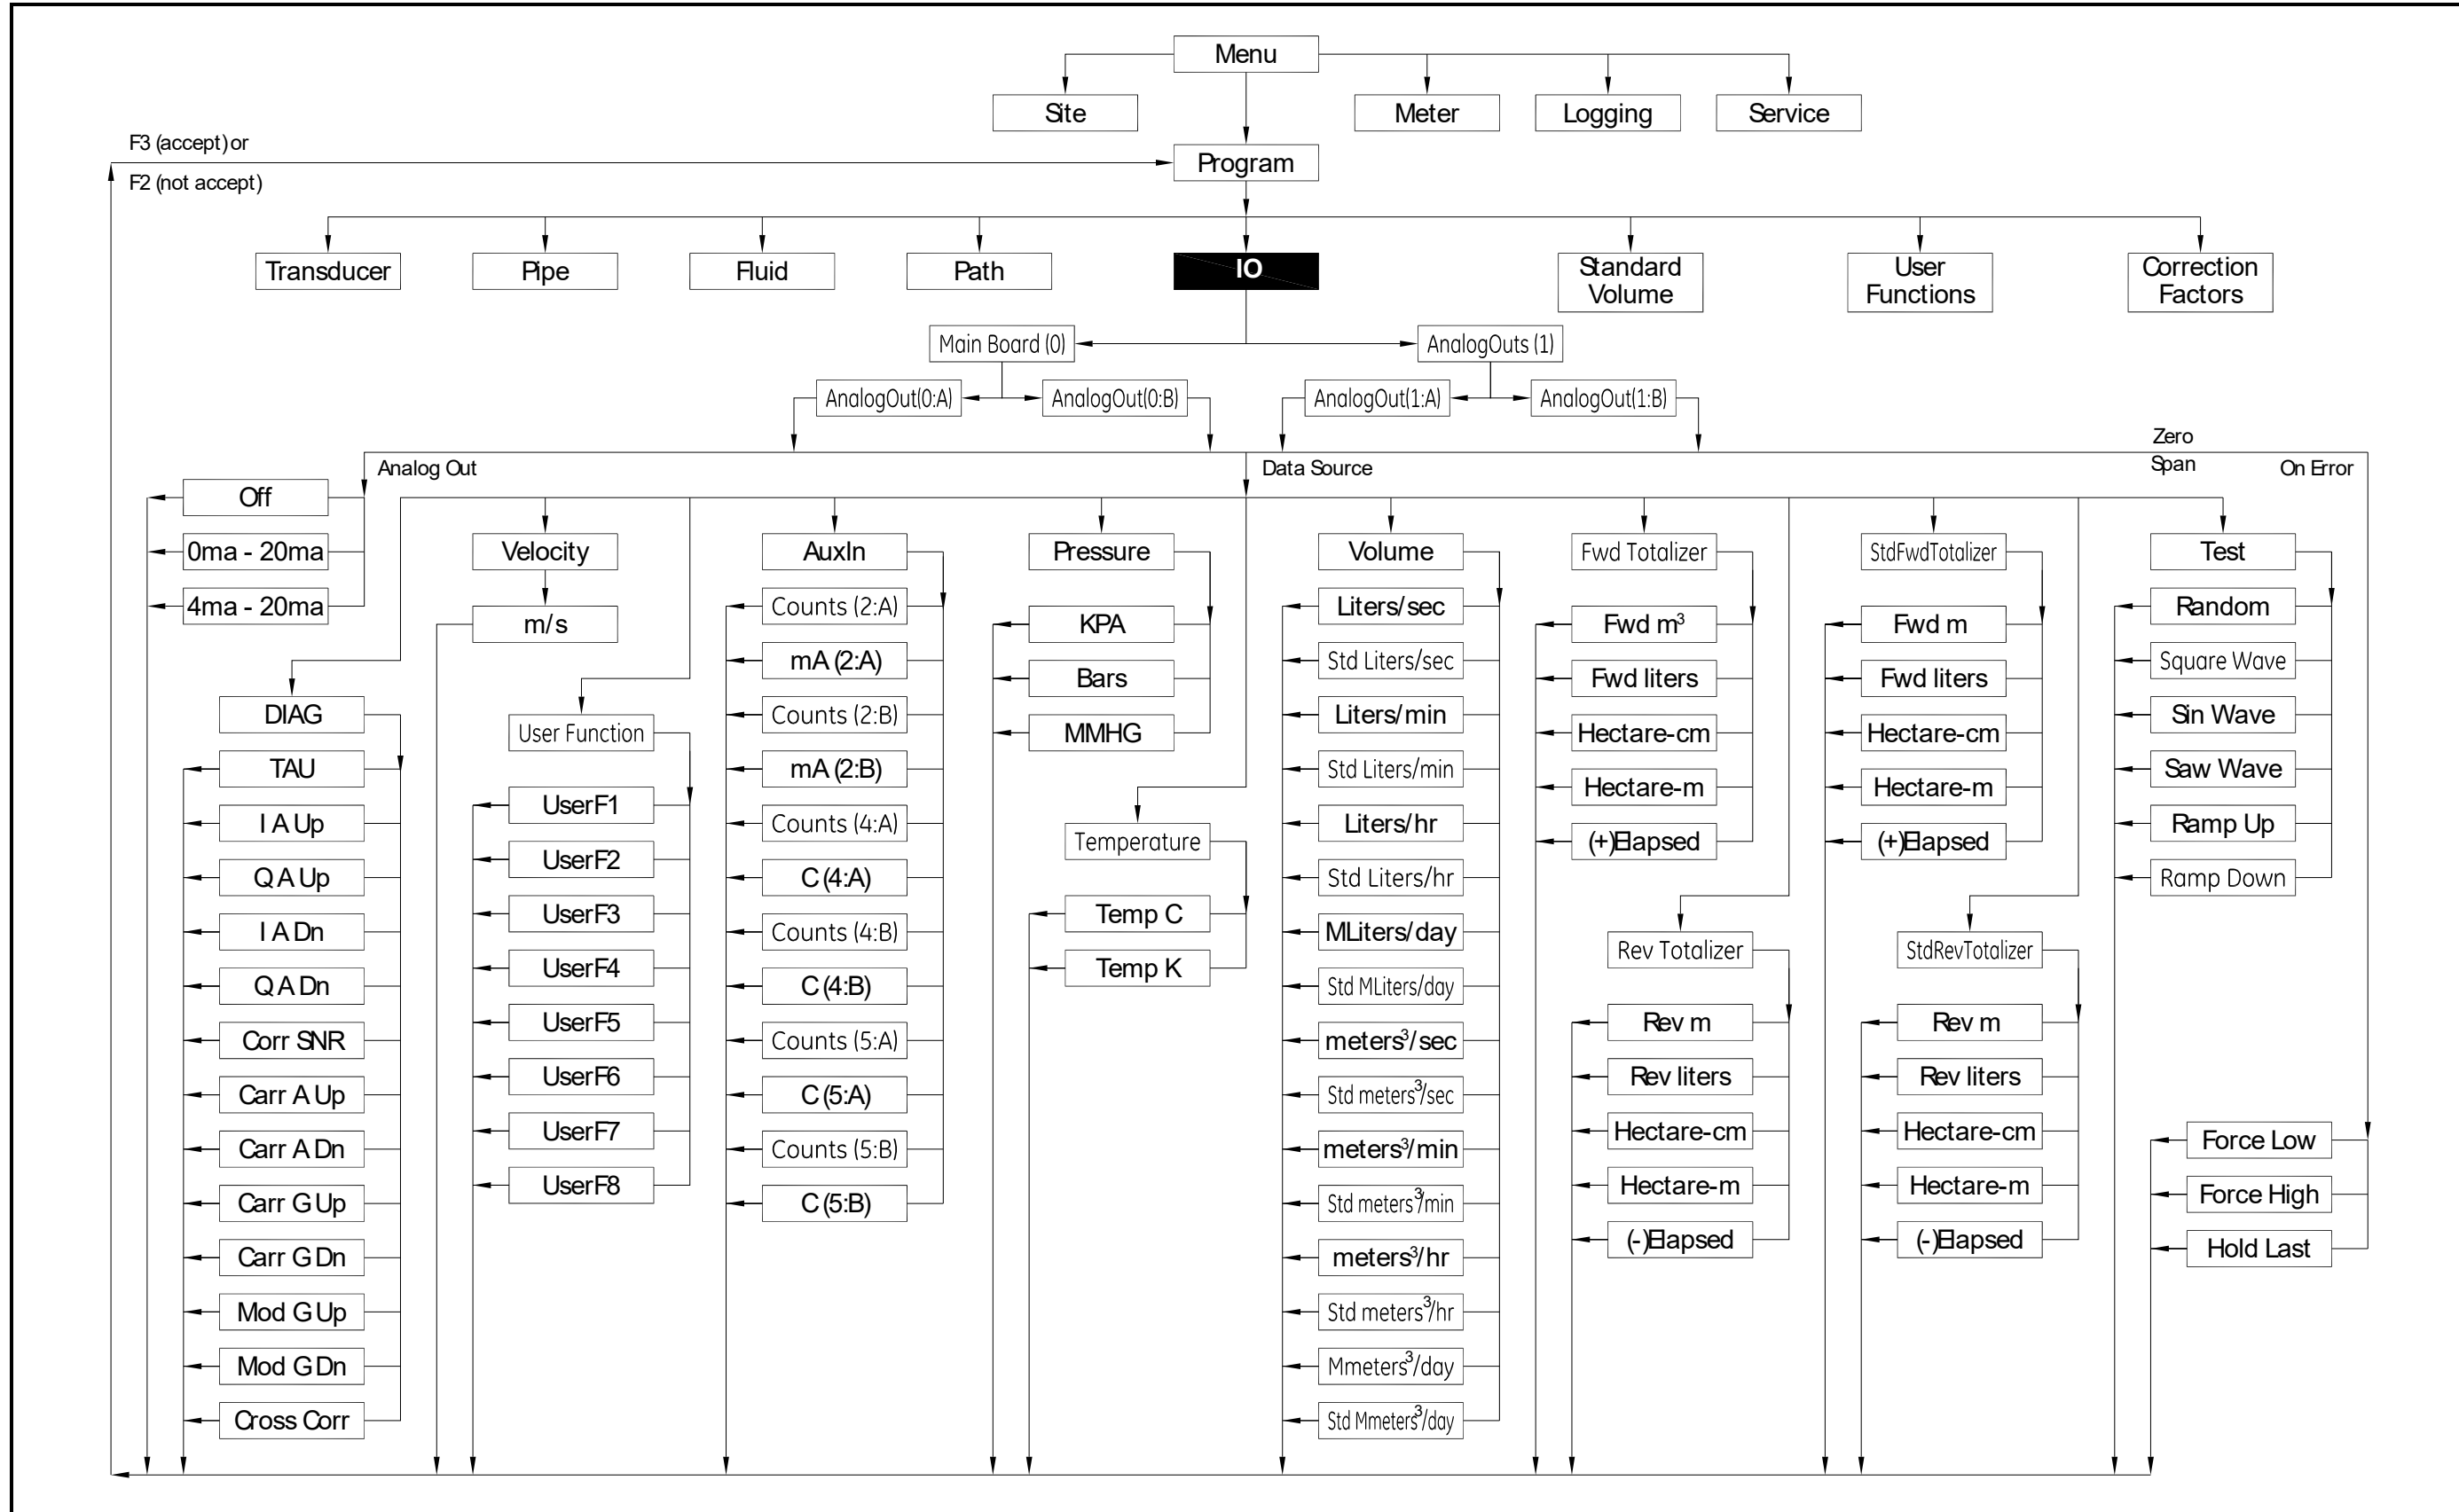 Menu
Site
Meter
Logging
Service
F3 (accept) or
F2 (not accept)
Program
Transducer
Pipe
Fluid
Path
IO
Standard
Volume
User
Functions
Correction
Factors
Main Board (0)
AnalogOuts (1)
AnalogOut(0:A)
AnalogOut(0:B)
AnalogOut(1:A)
AnalogOut(1:B)
Analog Out
Data Source
Zero
Span
On Error
Off
0ma - 20ma
4ma - 20ma
DIAG
TAU
I A Up
Q A Up
I A Dn
Q A Dn
Corr SNR
Carr A Up
Carr A Dn
Carr G Up
Carr G Dn
Mod G Up
Mod G Dn
Cross Corr
Velocity
m/s
User Function
UserF1
UserF2
UserF3
UserF4
UserF5
UserF6
UserF7
UserF8
AuxIn
Counts (2:A)
mA (2:A)
Counts (2:B)
mA (2:B)
Counts (4:A)
C (4:A)
Counts (4:B)
C (4:B)
Counts (5:A)
C (5:A)
Counts (5:B)
C (5:B)
Pressure
KPA
Bars
MMHG
Temperature
Temp C
Temp K
Volume
Liters/sec
Std Liters/sec
Liters/min
Std Liters/min
Liters/hr
Std Liters/hr
MLiters/day
Std MLiters/day
meters³/sec
Std meters³/sec
meters³/min
Std meters³/min
meters³/hr
Std meters³/hr
Mmeters³/day
Std Mmeters³/day
Fwd Totalizer
Fwd m³
Fwd liters
Hectare-cm
Hectare-m
(+)Elapsed
Rev Totalizer
Rev m
Rev liters
Hectare-cm
Hectare-m
(-)Elapsed
StdFwdTotalizer
Fwd m
Fwd liters
Hectare-cm
Hectare-m
(+)Elapsed
StdRevTotalizer
Rev m
Rev liters
Hectare-cm
Hectare-m
(-)Elapsed
Test
Random
Square Wave
Sin Wave
Saw Wave
Ramp Up
Ramp Down
Force Low
Force High
Hold Last